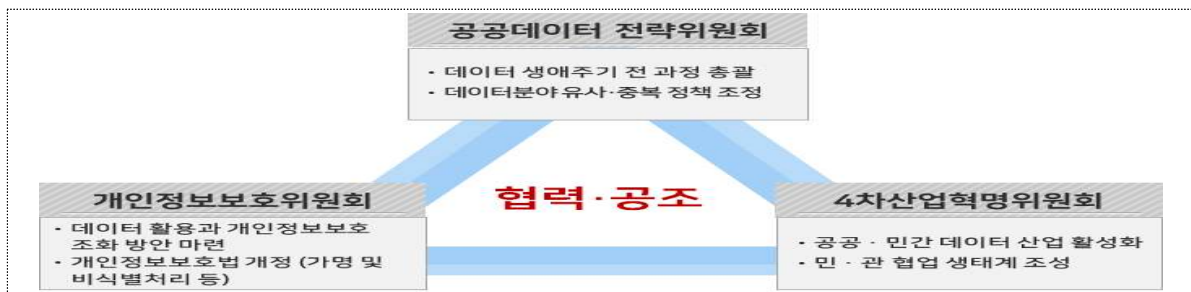 공공데이터 전략위원회
· 데이터 생애주기 전 과정 총괄
· 데이터분야 유사·중복 정책 조정
개인정보보호위원회
· 데이터 활용과 개인정보보호
조화 방안 마련
· 개인정보보호법 개정 (가명 및
비식별처리 등)
협력·공조
4차산업혁명위원회
· 공공 · 민간 데이터 산업 활성화
· 민 · 관 협업 생태계 조성